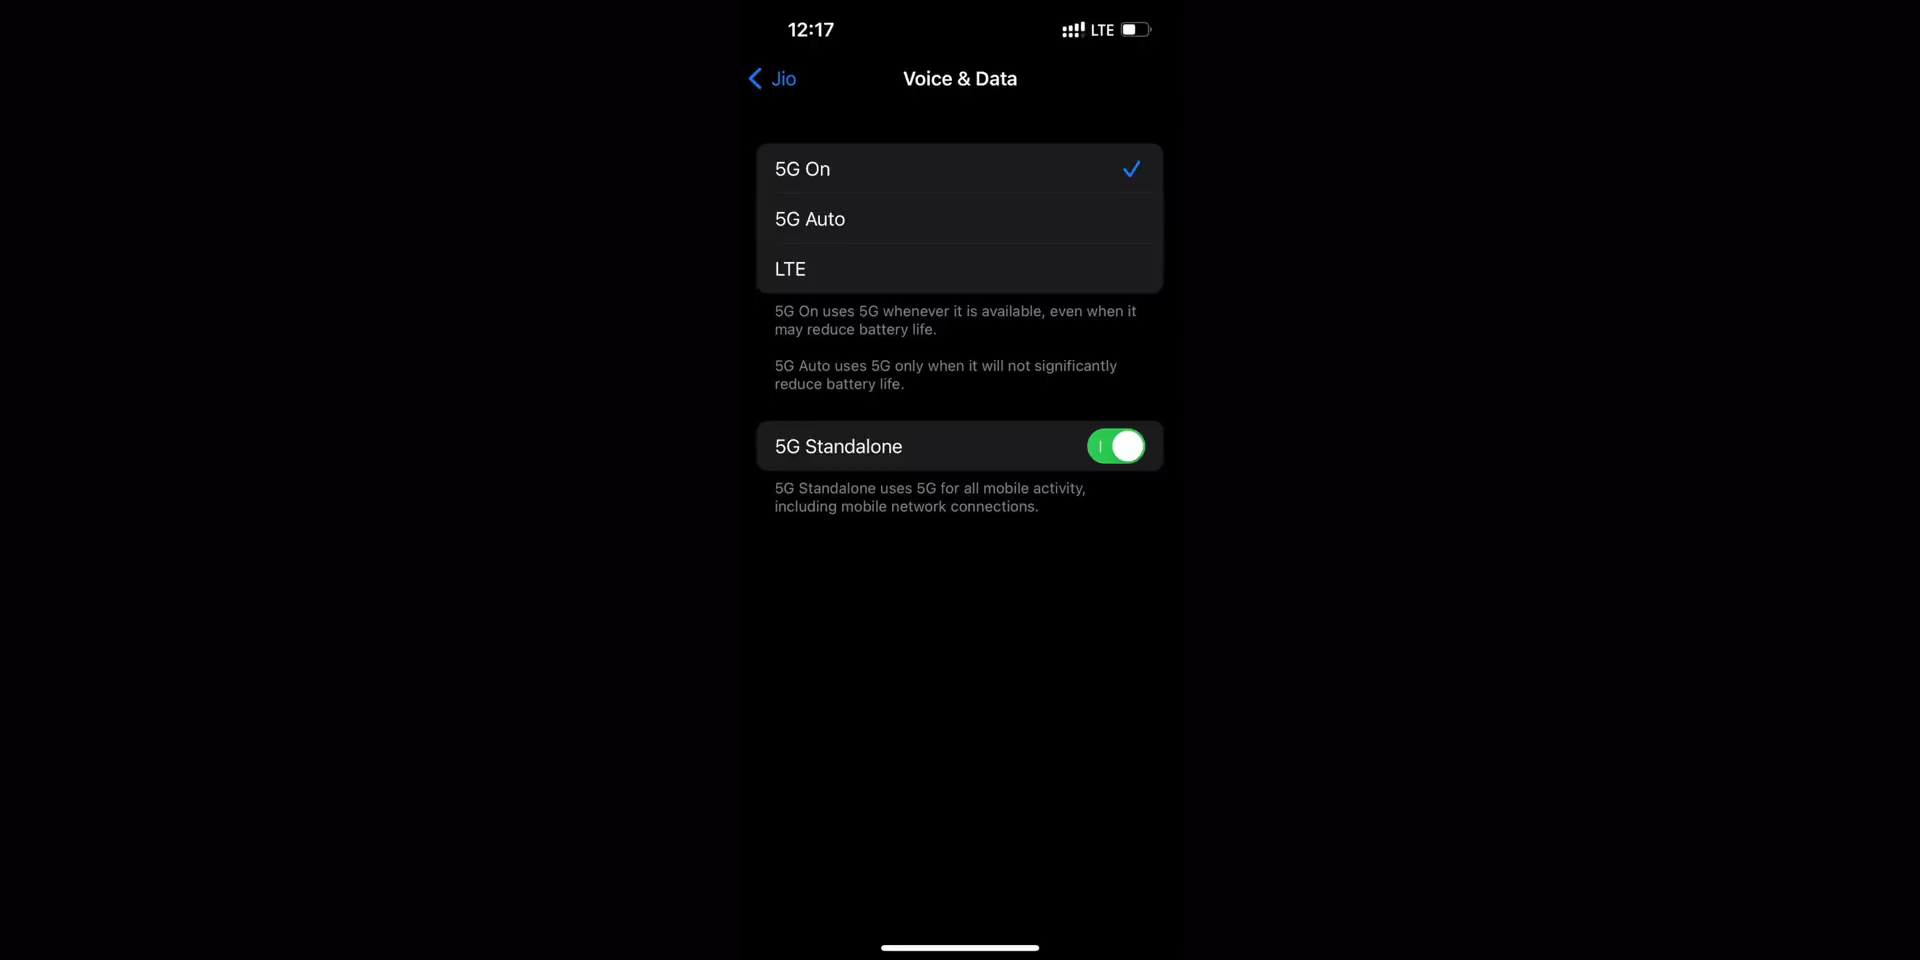 12:17
LTE
Jio
Voice & Data
5G On
5G Auto
LTE
5G On uses 5G whenever it is available, even when it
may reduce battery life.
5G Auto uses 5G only when it will not significantly
reduce battery life.
5G Standalone
5G Standalone uses 5G for all mobile activity,
including mobile network connections.